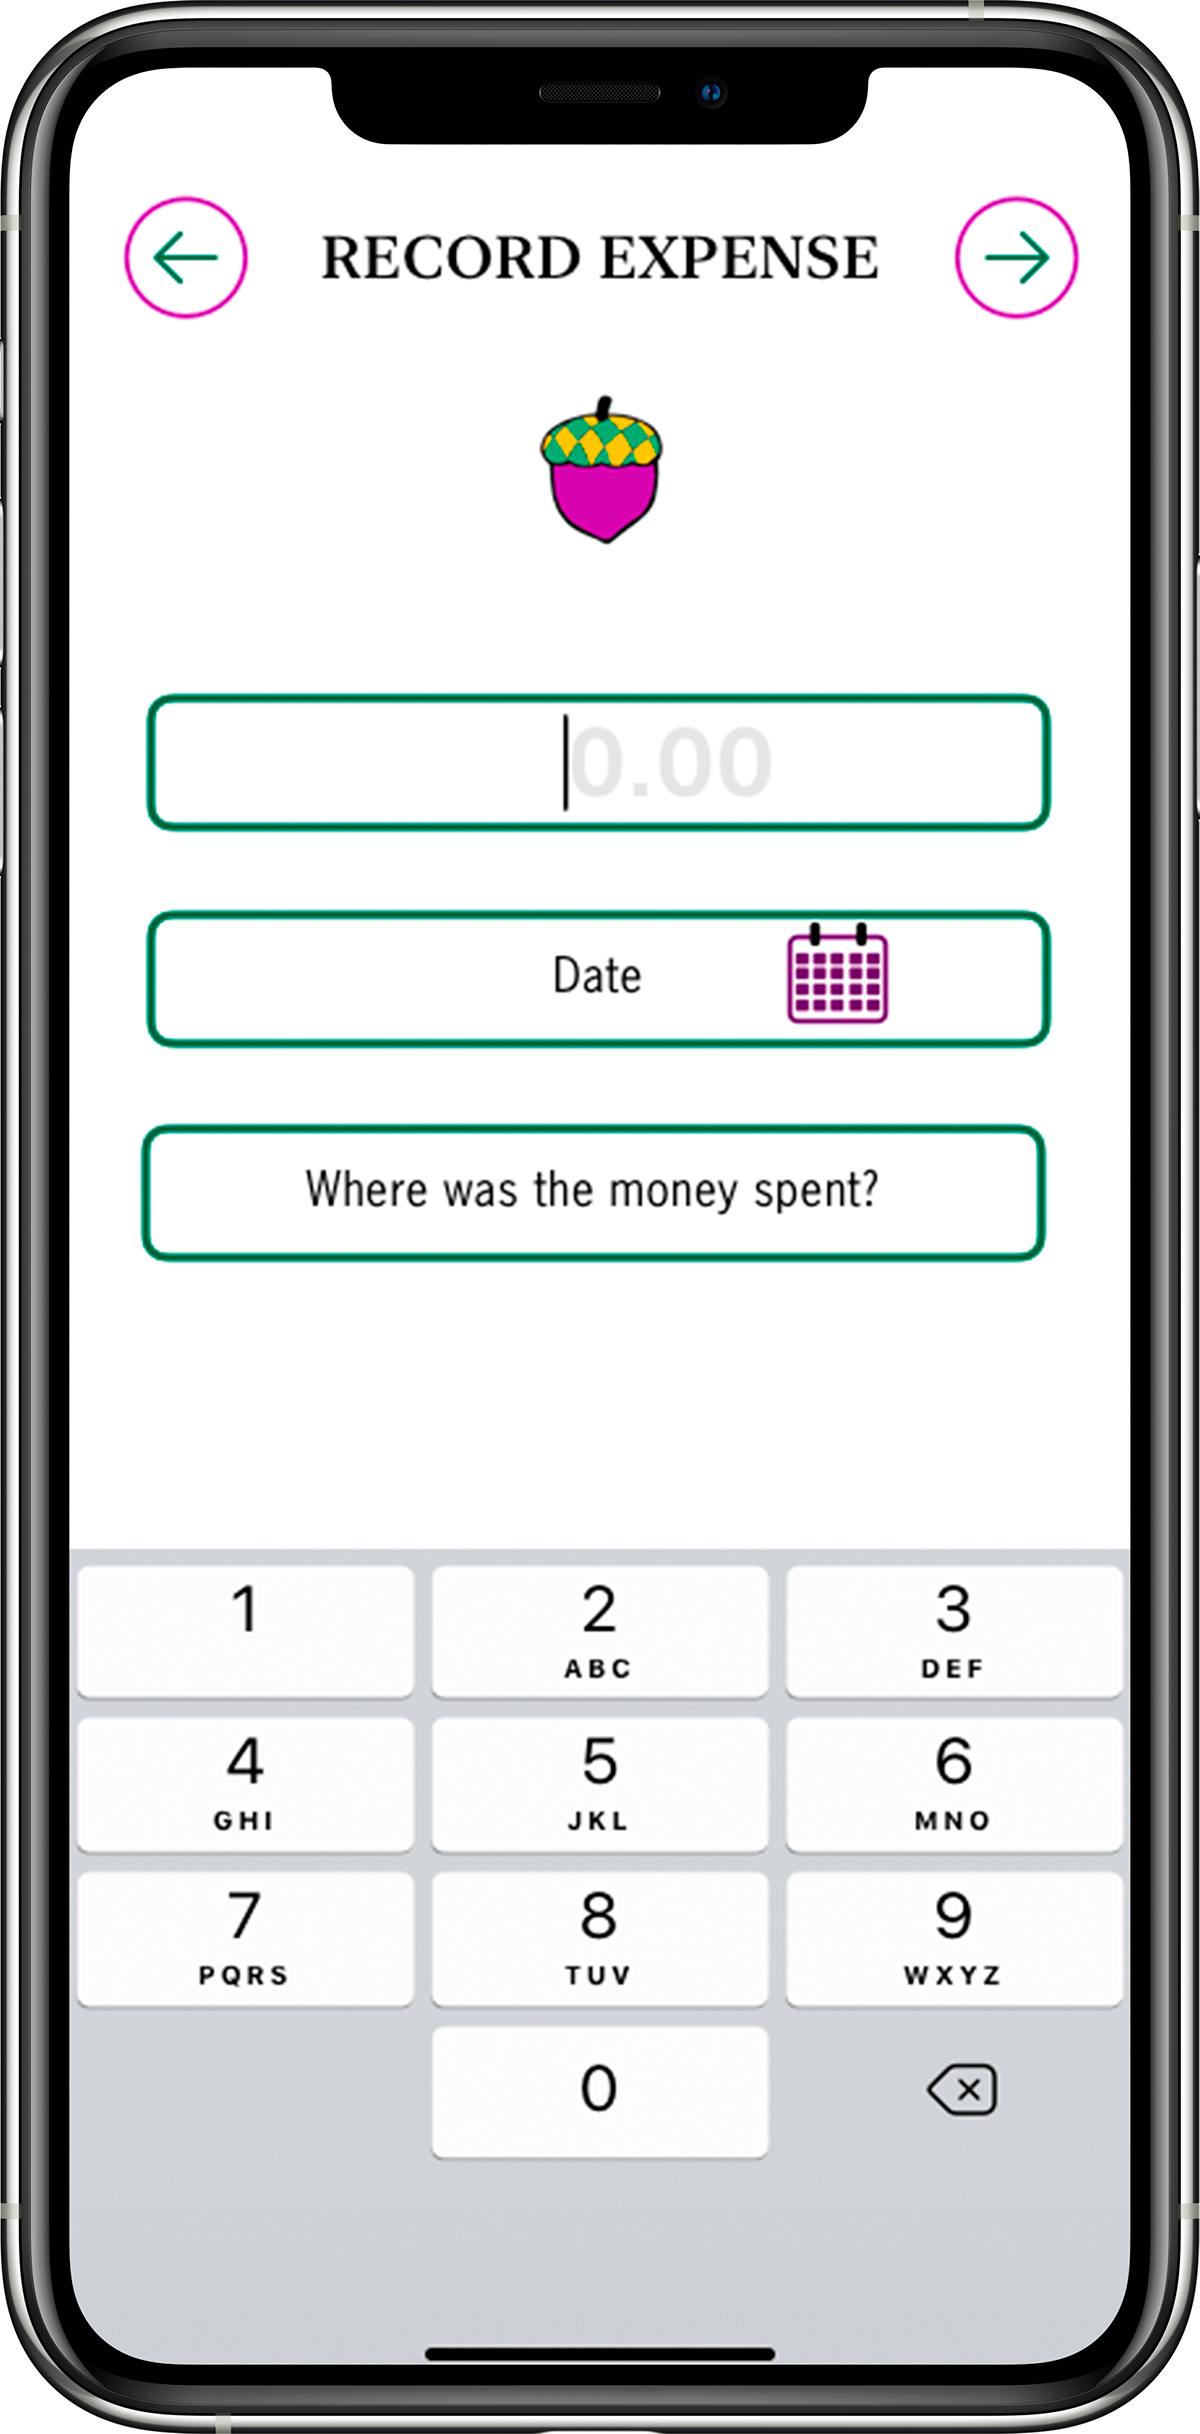 RECORD EXPENSE
0.00
Date
Where was the money spent?
1 2 3
ABC DEF
4 5 6
GHI JKL MNO
7 8 9
PQRS TUV WXYZ
0